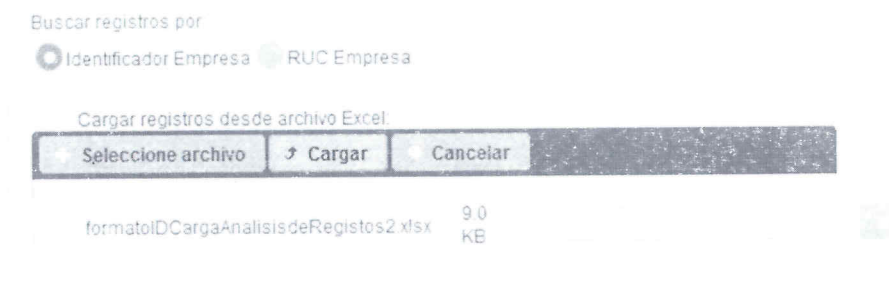 Buscar registros por
Identificador Empresa RUC Empresa
Cargar registros desde archivo Excel:
Seleccione archivo Cargar Cancelar
formatoIDCargaAnalisisdeRegistos2.xlsx 9.0
KB